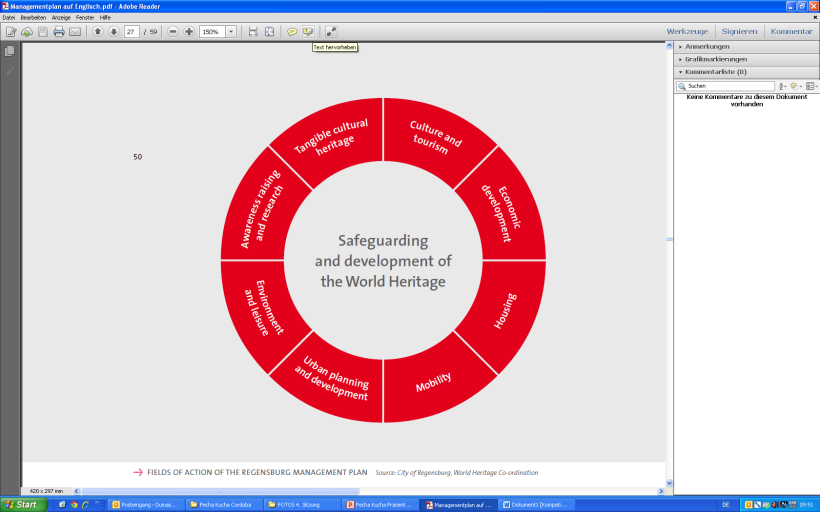 Managementplan auf Englisch.pdf - Adobe Reader
Datei Bearbeiten Anzeige Fenster Hilfe
27 / 59 150% Werkzeuge Signieren Kommentar
Text hervorheben
Anmerkungen
Grafikmarkierungen
Kommentarliste (0)
Suchen
Keine Kommentare zu diesem Dokument
vorhanden
50
Tangible cultural
heritage
Culture and
tourism
Economic
development
Housing
Mobility
Urban planning
and development
Environment
and leisure
Awareness raising
and research
Safeguarding
and development of
the World Heritage
FIELDS OF ACTION OF THE REGENSBURG MANAGEMENT PLAN Source: City of Regensburg, World Heritage Co-ordination
420 x 297 mm
Start Posteingang - Dumas... Pecha Kucha Cordoba FOTOS 4. Sitzung Pecha Kucha Präsent... Managementplan auf ... Dokument1 [Kompati... DE 09:51